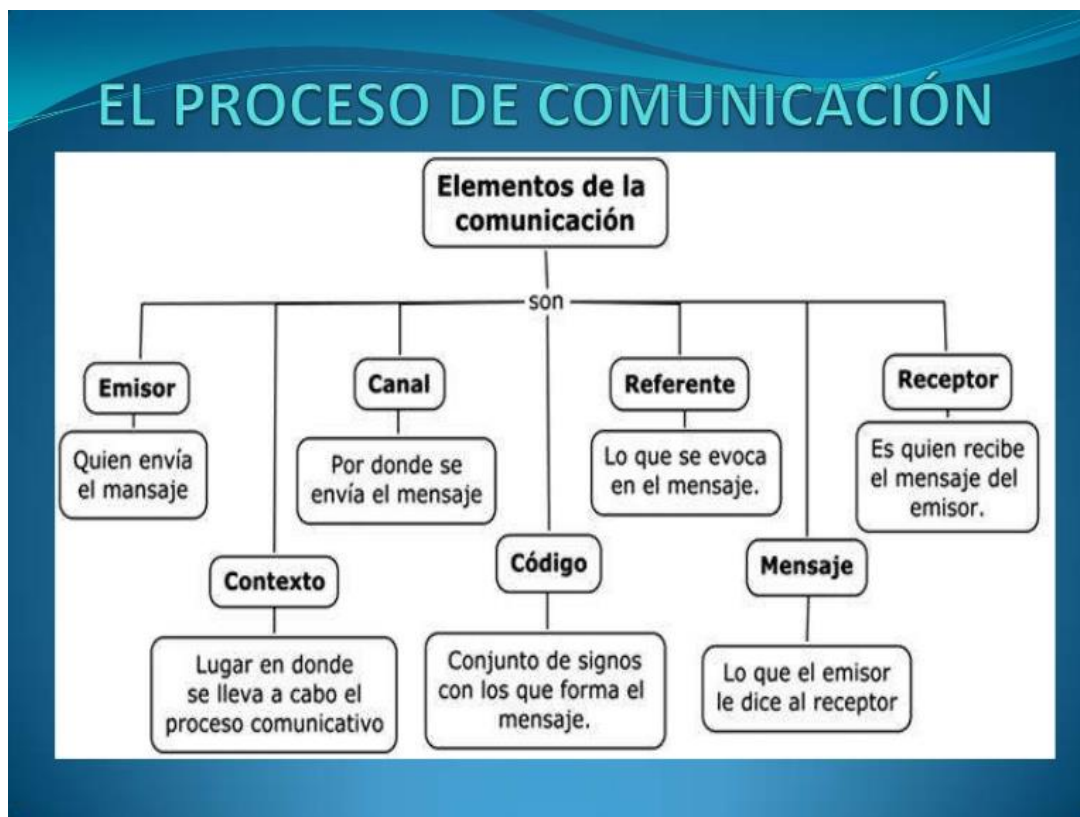 EL PROCESO DE COMUNICACIÓN
Elementos de la
comunicación
son
Emisor
Quien envía
el mansaje
Canal
Por donde se
envía el mensaje
Referente
Lo que se evoca
en el mensaje.
Receptor
Es quien recibe
el mensaje del
emisor.
Contexto
Lugar en donde
se lleva a cabo el
proceso comunicativo
Código
Conjunto de signos
con los que forma el
mensaje.
Mensaje
Lo que el emisor
le dice al receptor